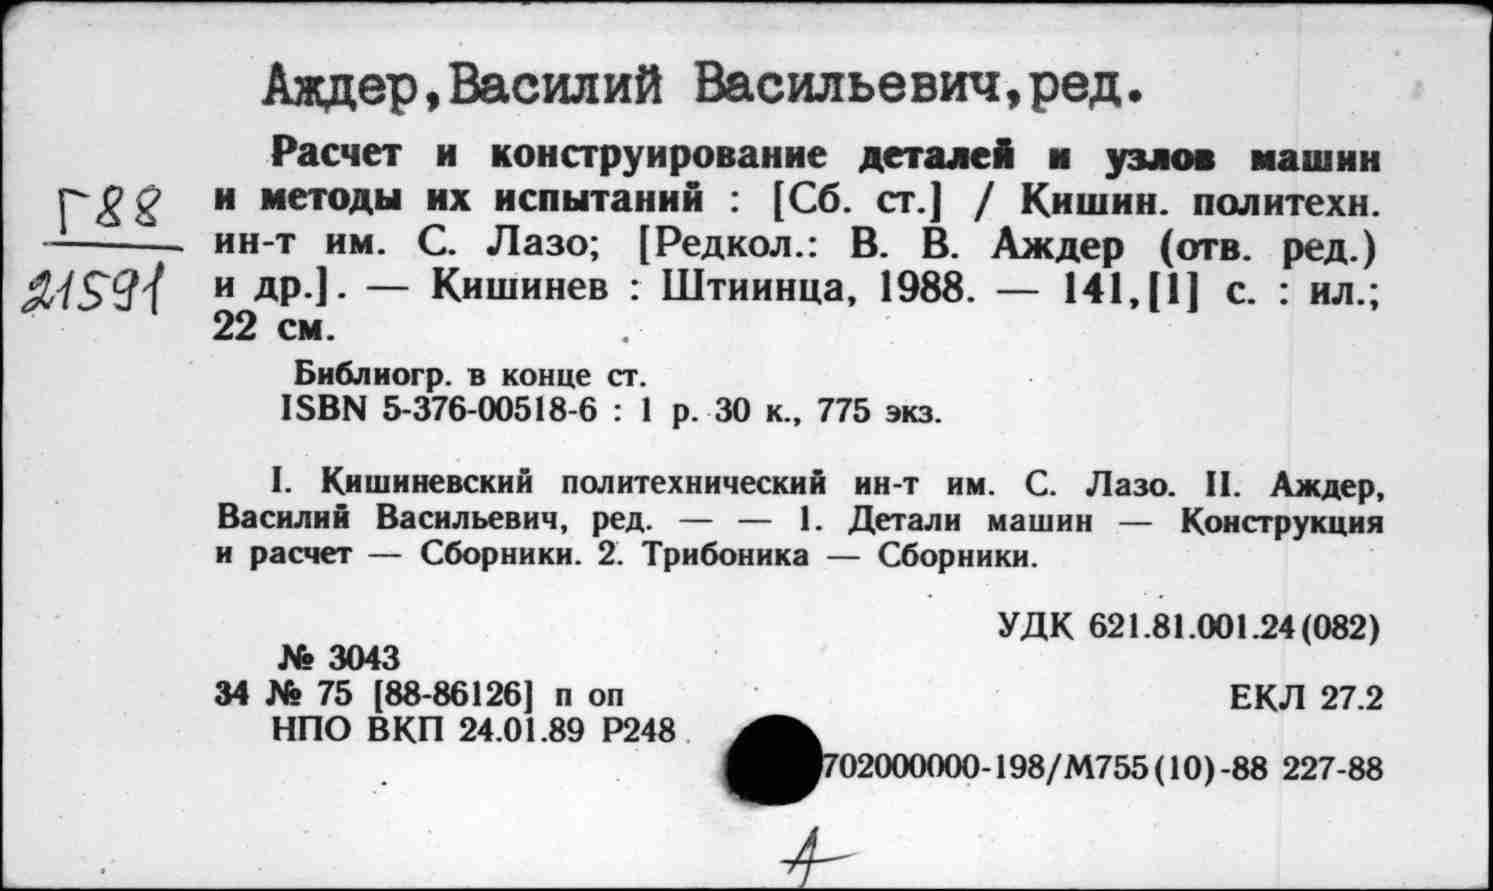 Аждер,Василий Васильевич,ред.
Расчет и конструирование деталей и узлов машин
и методы их испытаний : [Сб. ст.] / Кишин. политехн.
ин-т им. С. Лазо; [Редкол.: В. В. Аждер (отв. ред.)
и др.]. — Кишинев : Штиинца, 1988. — 141,[1] с. : ил.;
22 см.
Г88
21591
Библиогр. в конце ст.
ISBN 5-376-00518-6 : 1 р. 30 к., 775 экз.
I. Кишиневский политехнический ин-т им. С. Лазо. II. Аждер,
Василий Васильевич, ред. — — 1. Детали машин — Конструкция
и расчет — Сборники. 2. Трибоника — Сборники.
УДК 621.81.001.24(082)
№ 3043
34 № 75 [88-86126] п оп
ЕКЛ 27.2
НПО ВКП 24.01.89 Р248
702000000-198/М755(10)-88 227-88
А